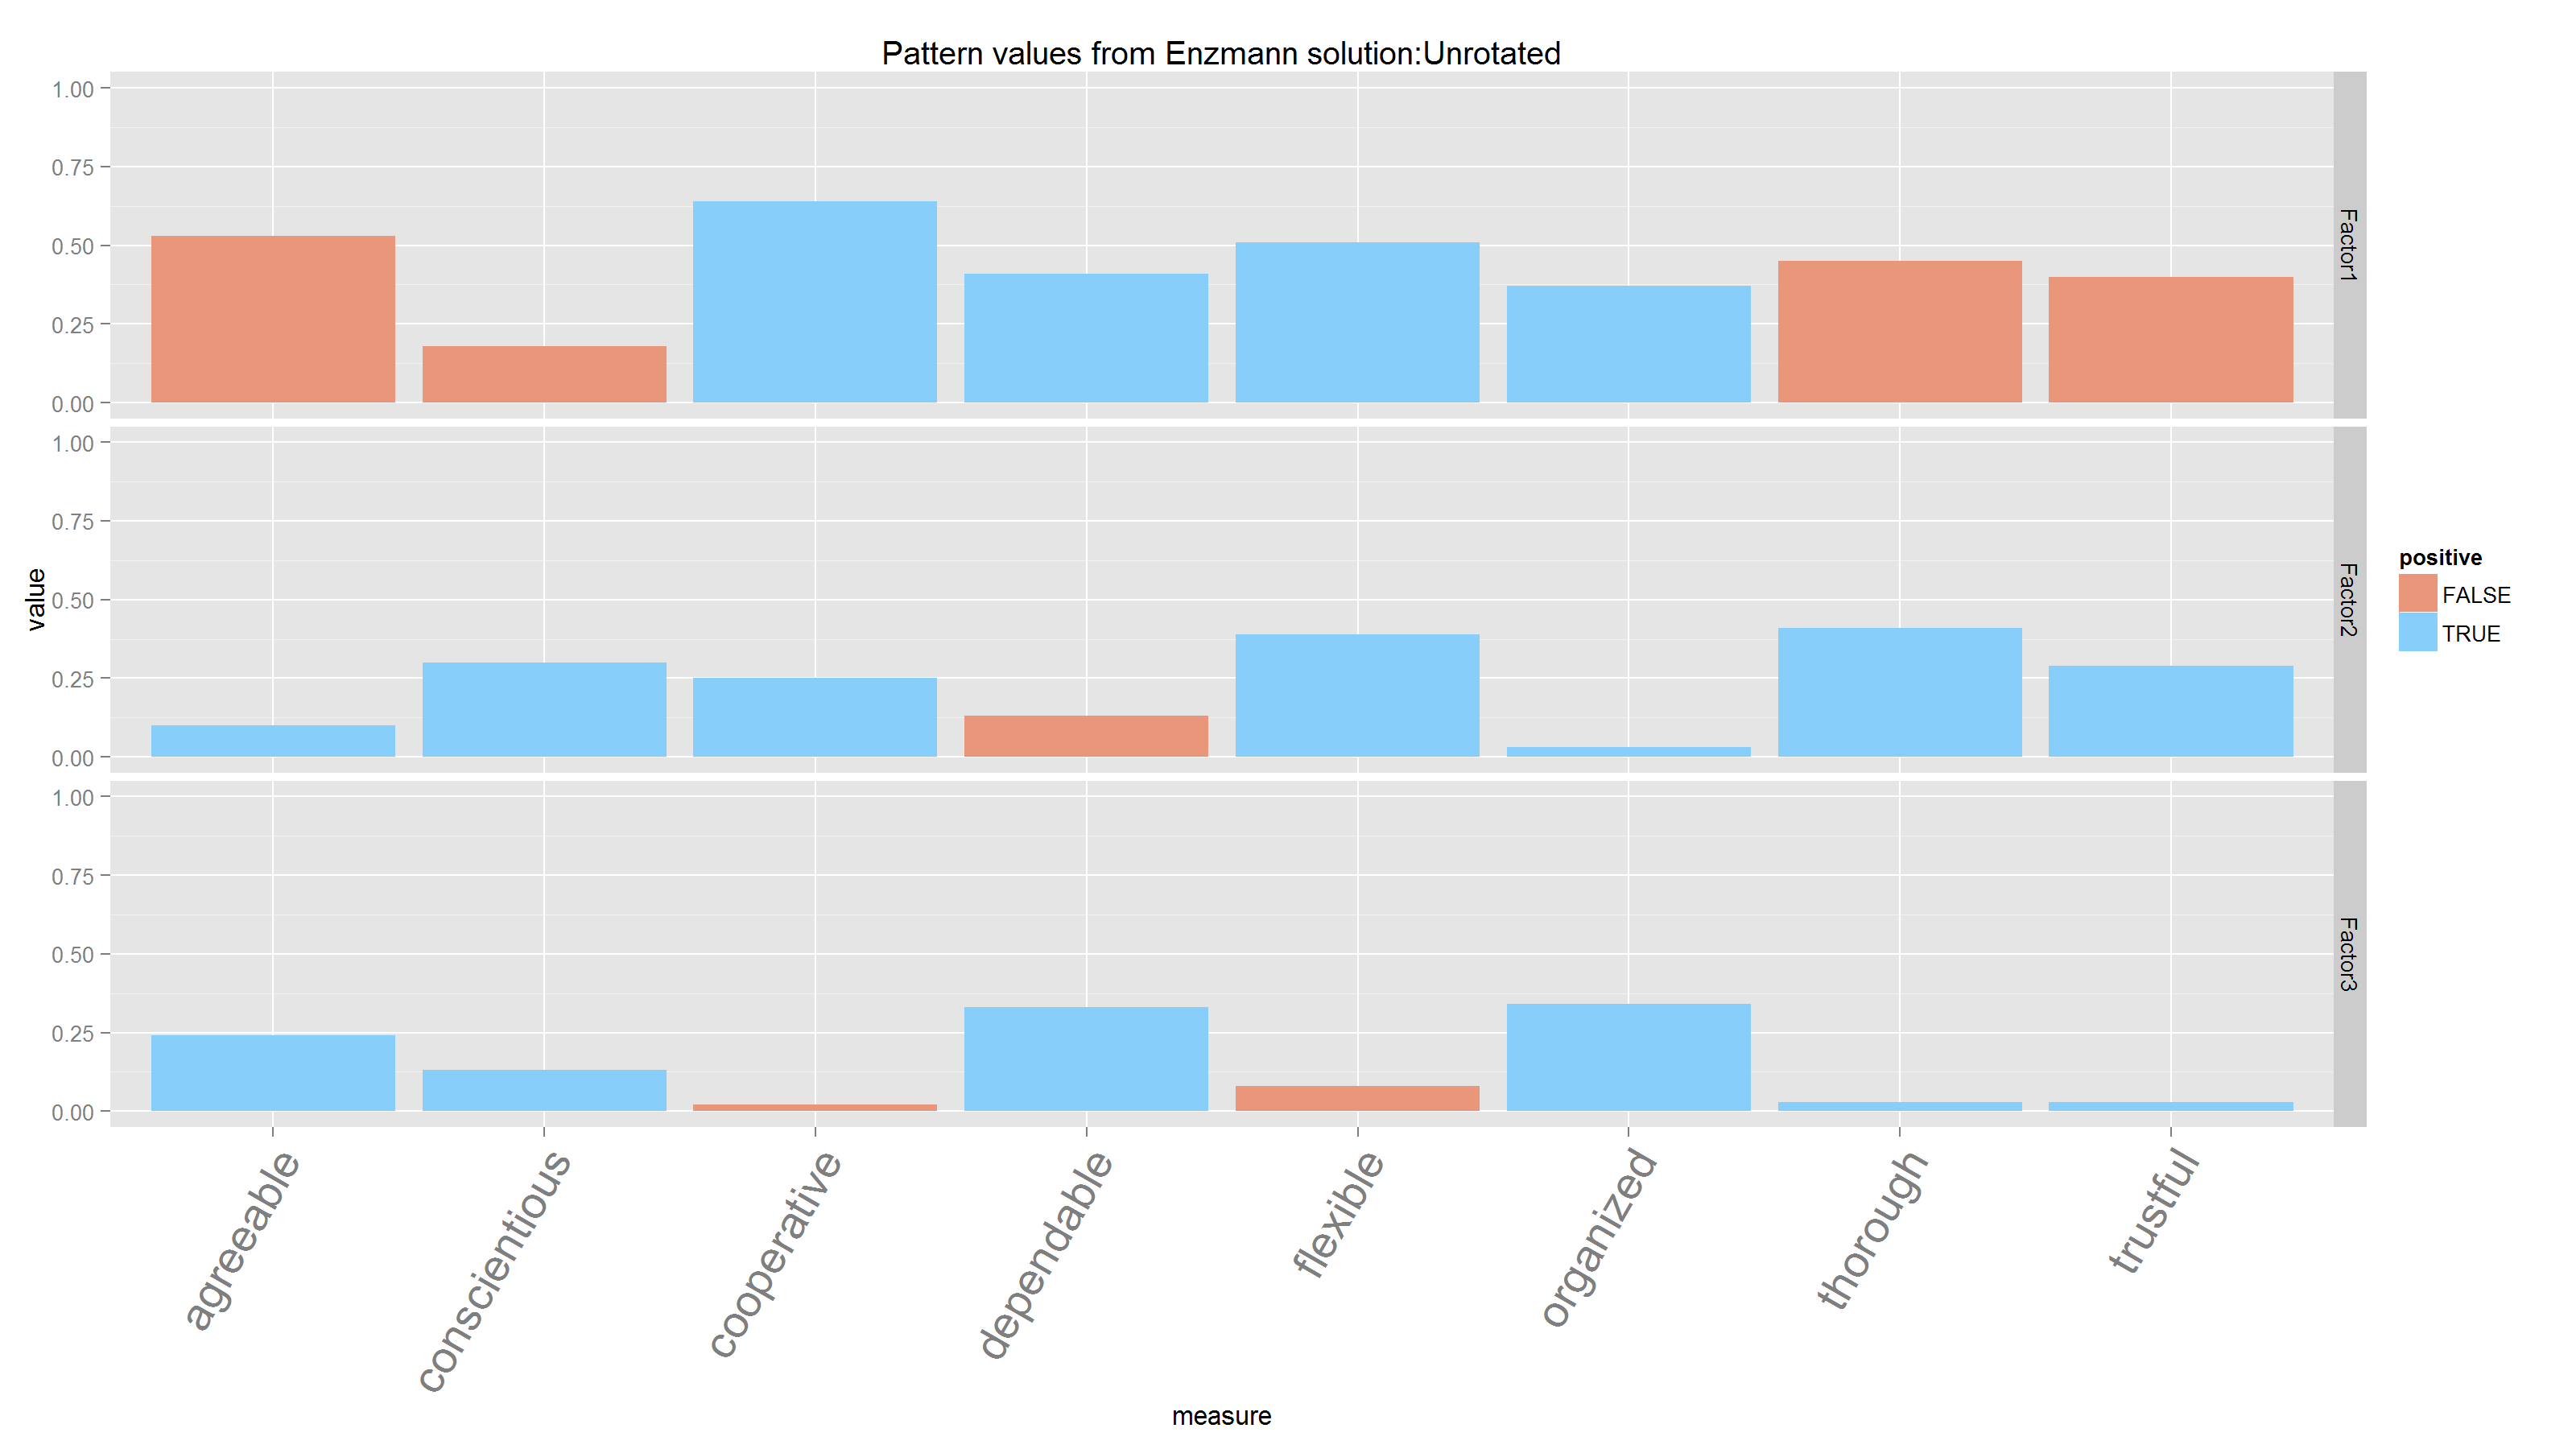 Pattern values from Enzmann solution:Unrotated
1.00
0.75
0.50
0.25
0.00
Factor1
1.00
0.75
0.50
0.25
0.00
Factor2
1.00
0.75
0.50
0.25
0.00
Factor3
value
agreeable
conscientious
cooperative
dependable
flexible
organized
thorough
trustful
measure
positive
FALSE
TRUE